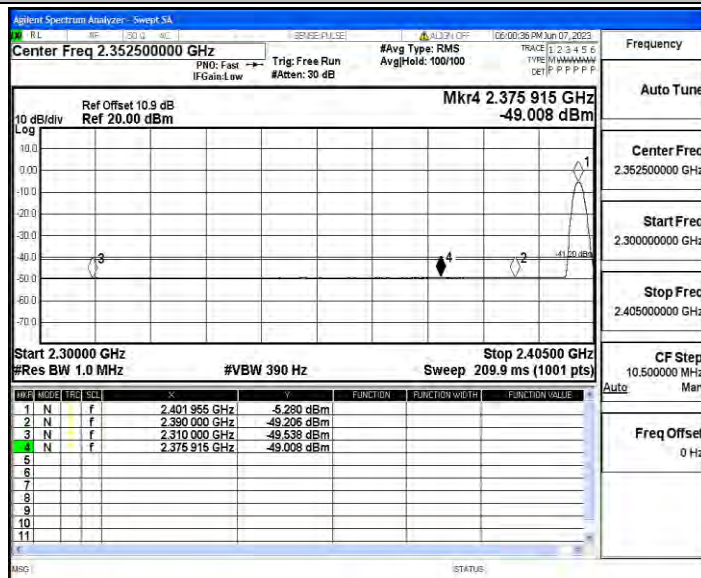 Agilent Spectrum Analyzer - Swept SA
RL RF 50 Ω AC SENSE:PULSE ALIGN OFF 06:00:36 PM Jun 07, 2023
Center Freq 2.352500000 GHz
PNO: Fast
IFGain:Low
Trig: Free Run
#Atten: 30 dB
#Avg Type: RMS
Avg|Hold: 100/100
TRACE 1 2 3 4 5 6
TYPE MWWWWW
DET P P P P P P
Ref Offset 10.9 dB
10 dB/div Ref 20.00 dBm
Log
Mkr4 2.375 915 GHz
-49.008 dBm
10.0
0.00
-10.0
-20.0
-30.0
-40.0
-50.0
-60.0
-70.0
1
2
3
4
-41.20 dBm
Start 2.30000 GHz
Stop 2.40500 GHz
#Res BW 1.0 MHz #VBW 390 Hz Sweep 209.9 ms (1001 pts)
MKR MODE TRC SCL X Y FUNCTION FUNCTION WIDTH FUNCTION VALUE
1 N f 2.401 955 GHz -5.280 dBm
2 N f 2.390 000 GHz -49.206 dBm
3 N f 2.310 000 GHz -49.538 dBm
4 N f 2.375 915 GHz -49.008 dBm
5
6
7
8
9
10
11
MSG STATUS
Frequency
Auto Tune
Center Freq
2.352500000 GHz
Start Freq
2.300000000 GHz
Stop Freq
2.405000000 GHz
CF Step
10.500000 MHz
Auto Man
Freq Offset
0 Hz